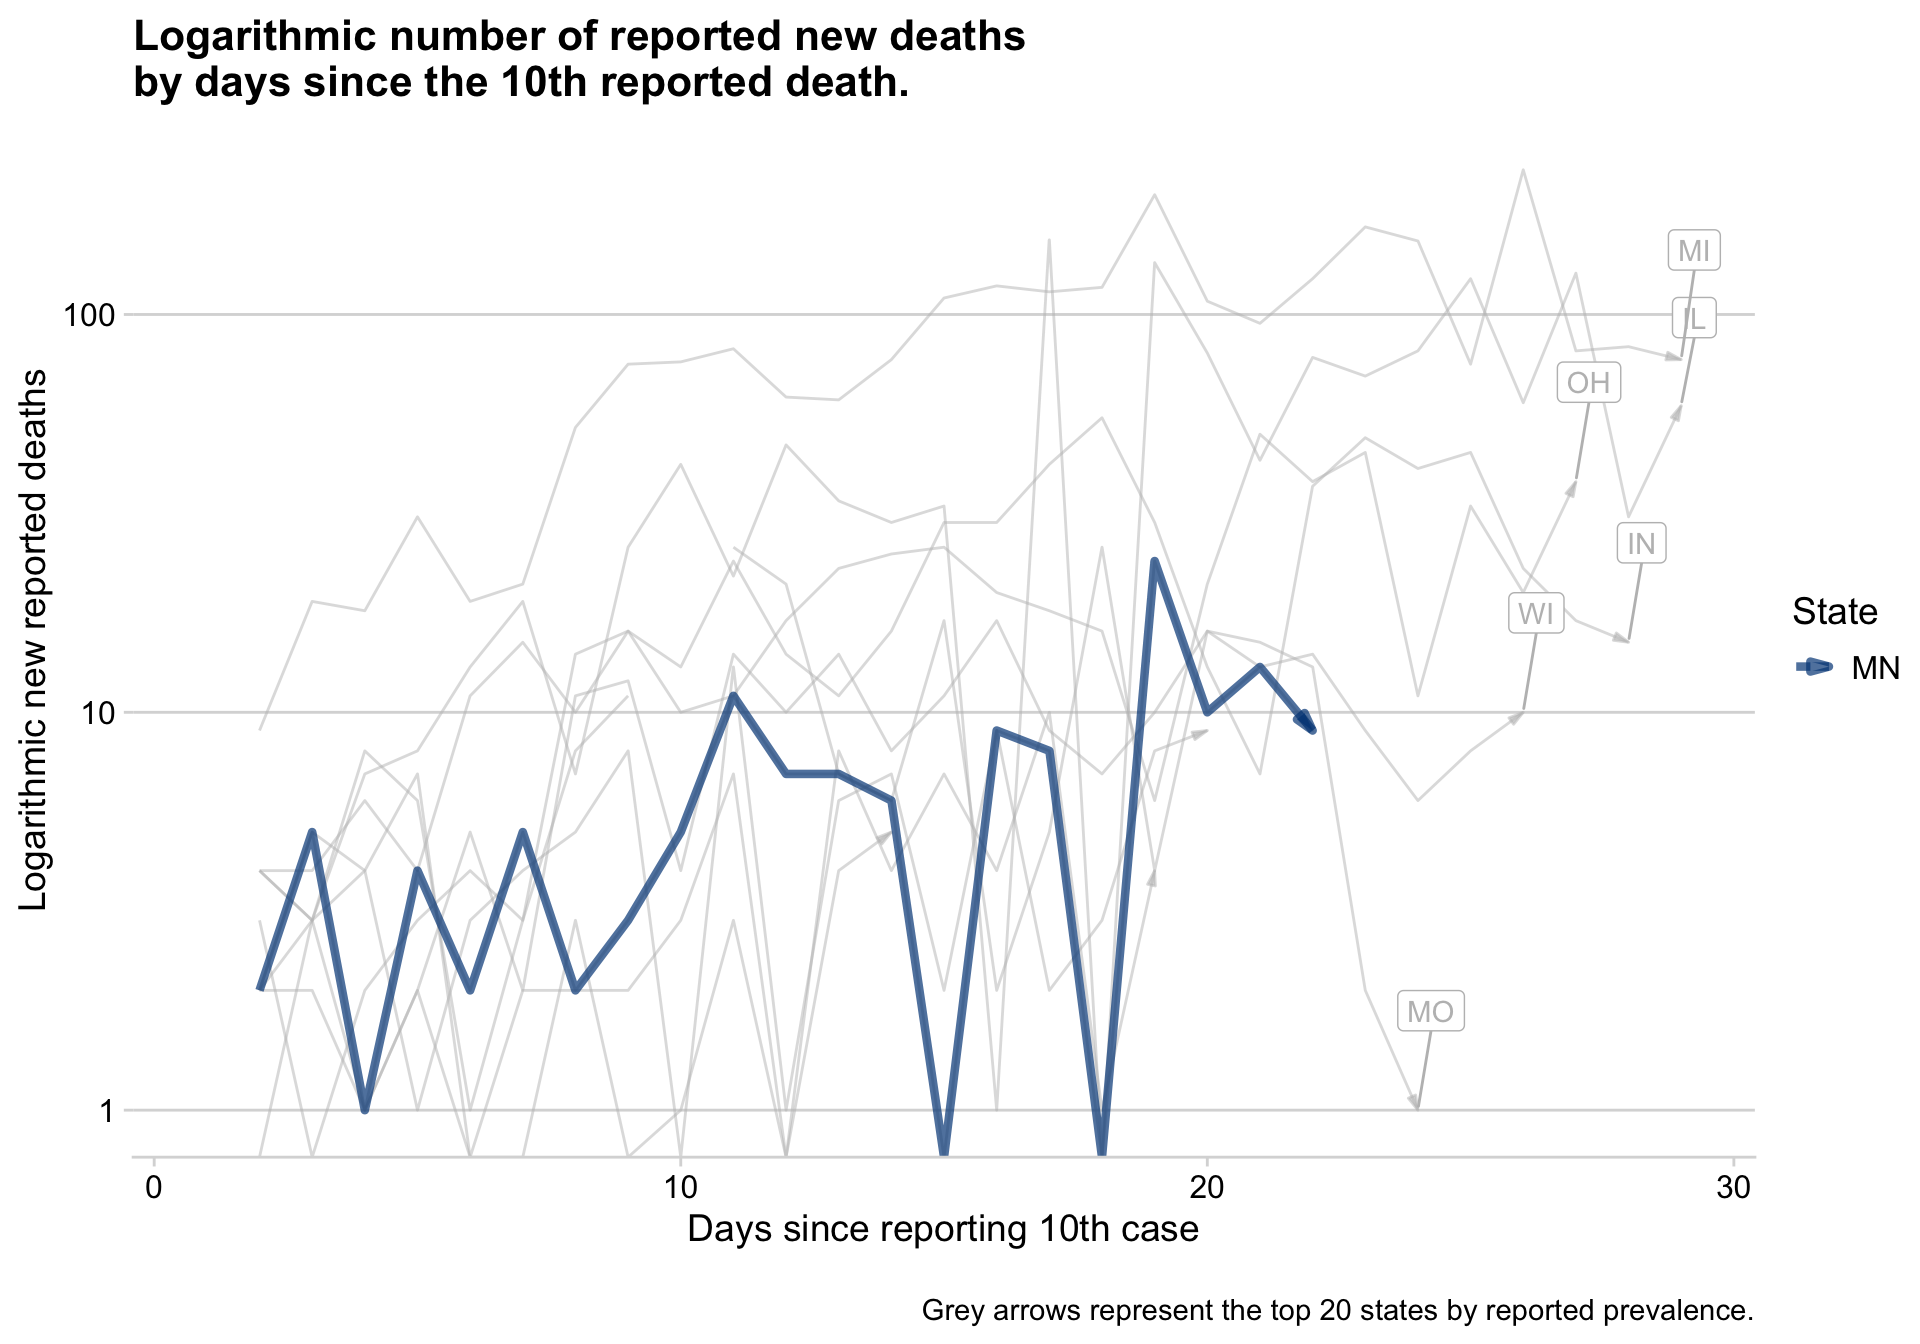 Logarithmic number of reported new deaths
by days since the 10th reported death.
Logarithmic new reported deaths
100
10
1
MI
IL
OH
IN
WI
MO
State
MN
0
10
20
30
Days since reporting 10th case
Grey arrows represent the top 20 states by reported prevalence.